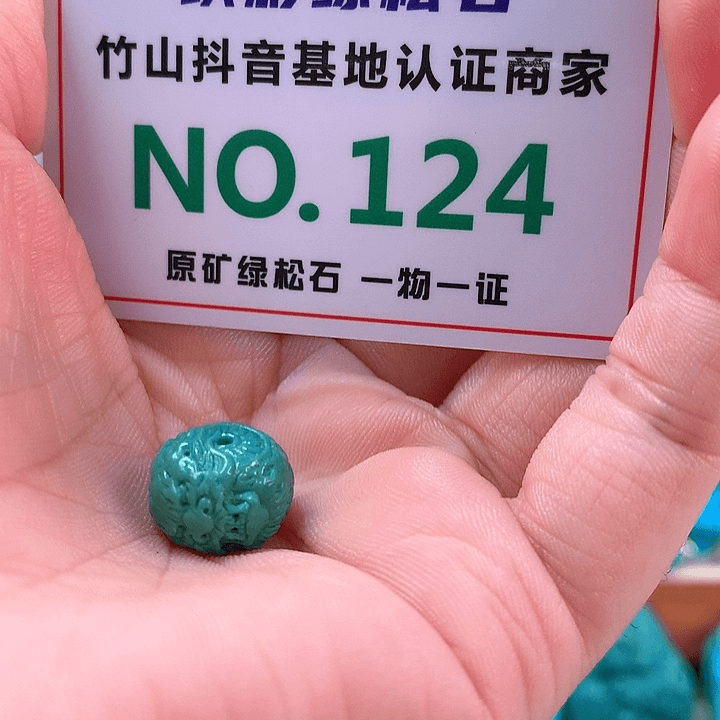 竹山抖音基地认证商家
NO. 124
原矿绿松石 一物一证